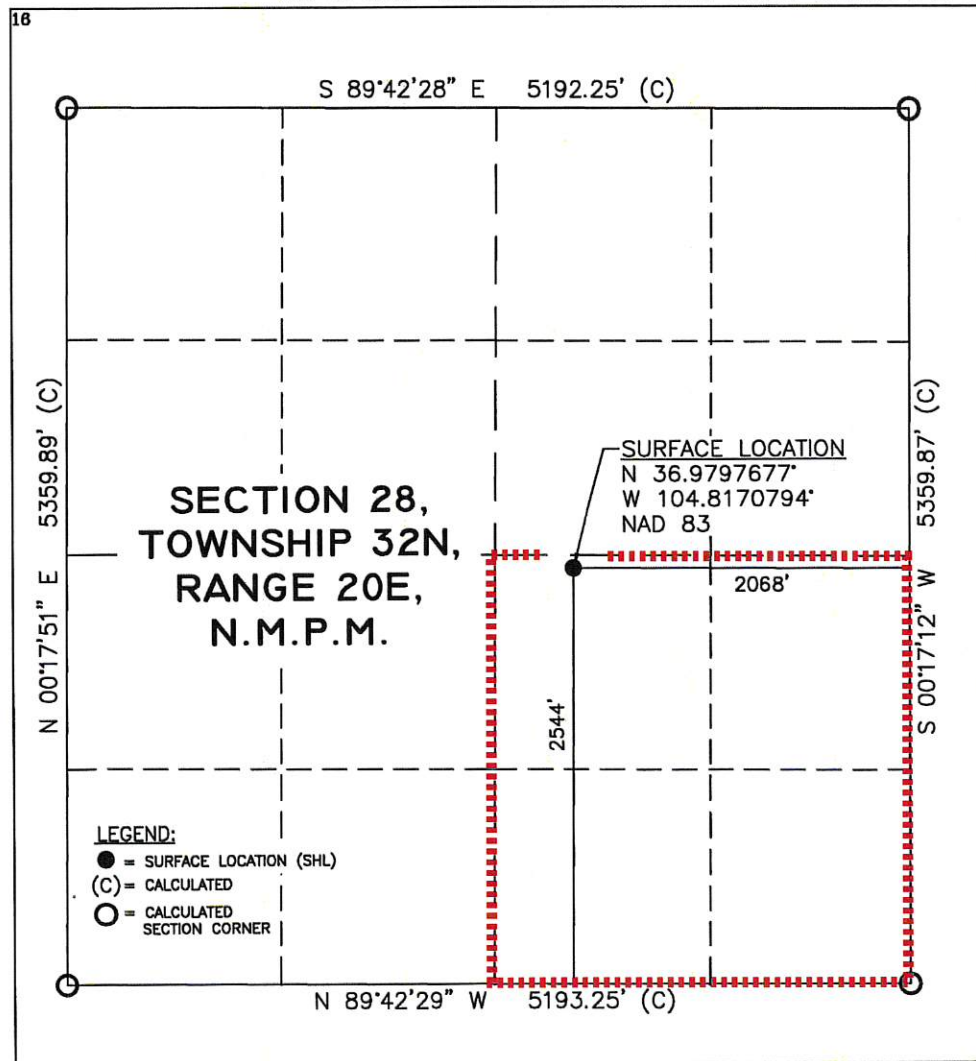 16
S 89°42'28" E 5192.25' (C)
N 00°17'51" E 5359.89' (C)
S 00°17'12" W 5359.87' (C)
SURFACE LOCATION
N 36.9797677°
W 104.8170794°
NAD 83
SECTION 28,
TOWNSHIP 32N,
RANGE 20E,
N.M.P.M.
2068'
2544'
LEGEND:
= SURFACE LOCATION (SHL)
(C) = CALCULATED
= CALCULATED
SECTION CORNER
N 89°42'29" W 5193.25' (C)